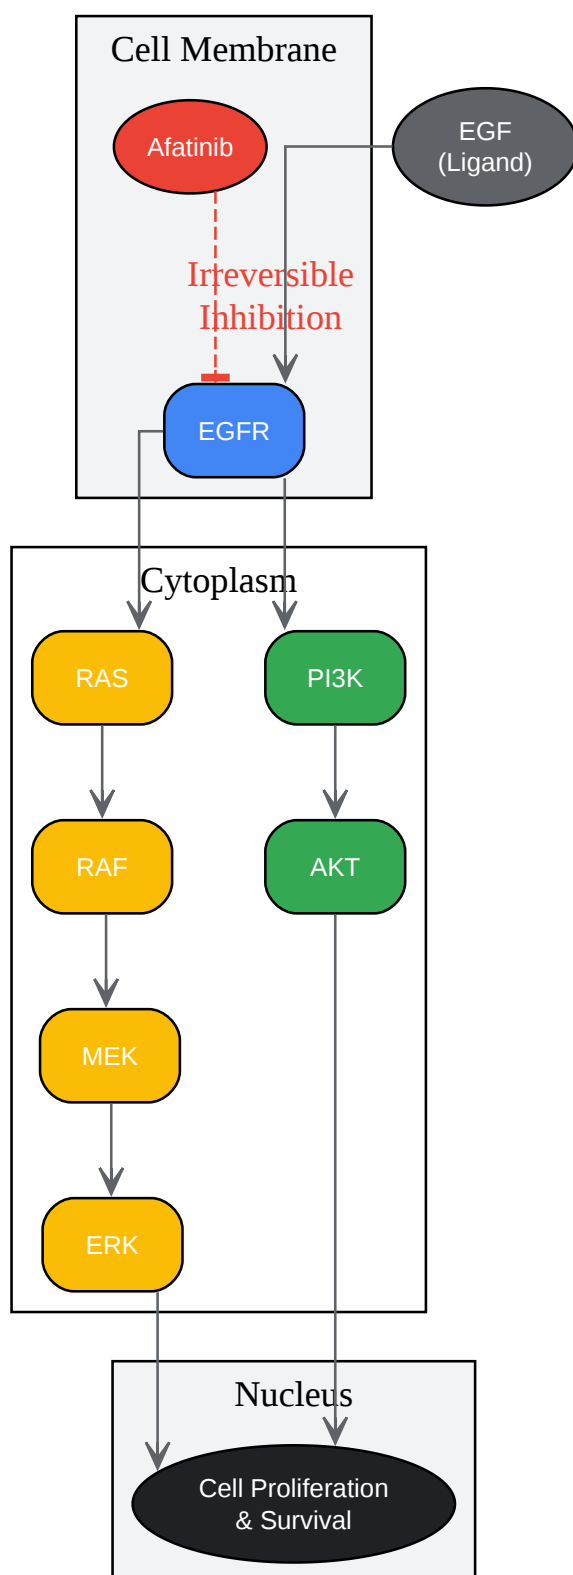 Cell Membrane
Afatinib
EGF
(Ligand)
Irreversible
Inhibition
EGFR
Cytoplasm
RAS
PI3K
RAF
AKT
MEK
ERK
Nucleus
Cell Proliferation
& Survival